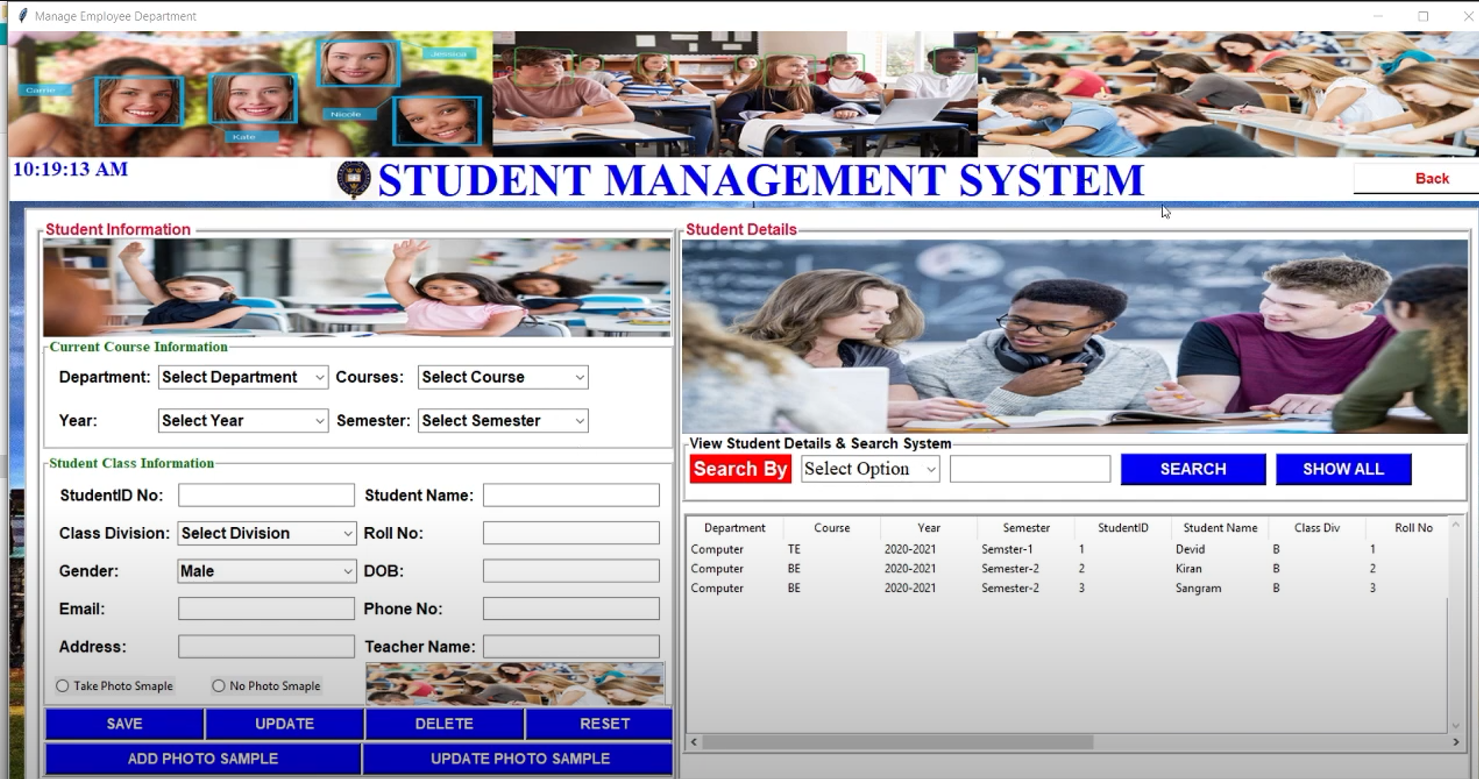 Manage Employee Department
Jessica
Carrie
Nicole
Kate
10:19:13 AM
STUDENT MANAGEMENT SYSTEM
Back
Student Information
Current Course Information
Department: Select Department Courses: Select Course
Year: Select Year Semester: Select Semester
Student Class Information
StudentID No: Student Name:
Class Division: Select Division Roll No:
Gender: Male DOB:
Email: Phone No:
Address: Teacher Name:
Take Photo Smaple No Photo Smaple
SAVE UPDATE DELETE RESET
ADD PHOTO SAMPLE UPDATE PHOTO SAMPLE
Student Details
View Student Details & Search System
Search By Select Option SEARCH SHOW ALL
Department Course Year Semester StudentID Student Name Class Div Roll No
Computer TE 2020-2021 Semster-1 1 Devid B 1
Computer BE 2020-2021 Semester-2 2 Kiran B 2
Computer BE 2020-2021 Semester-2 3 Sangram B 3